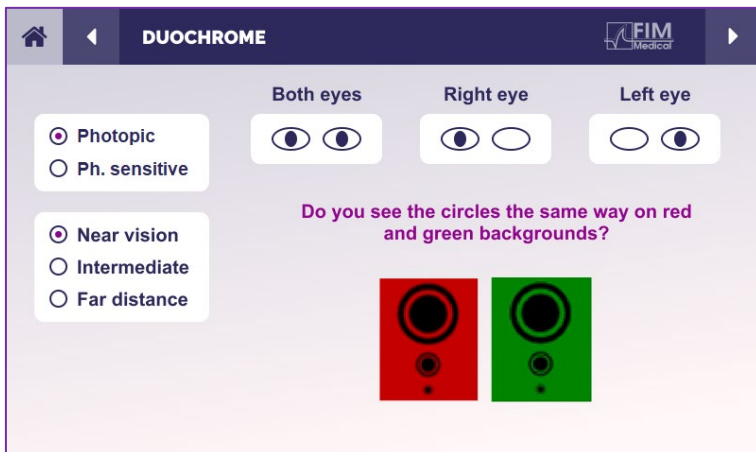 DUOCHROME
FIM
Medical
Both eyes
Right eye
Left eye
Photopic
Ph. sensitive
Near vision
Intermediate
Far distance
Do you see the circles the same way on red
and green backgrounds?